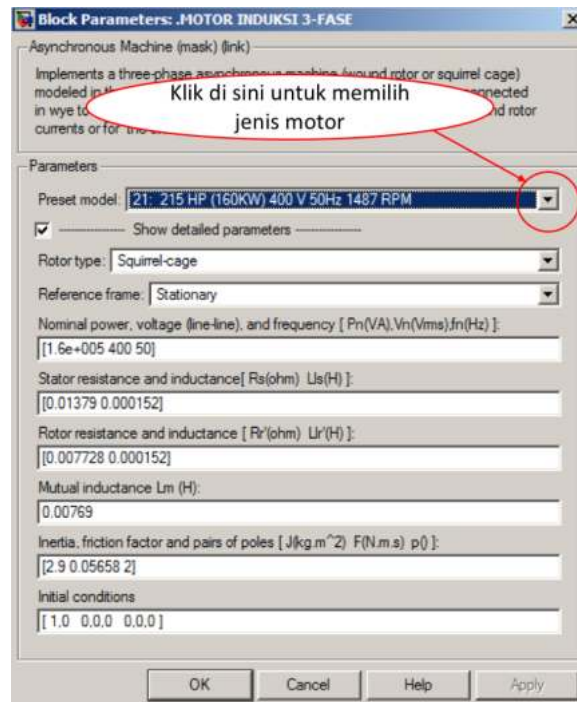 Block Parameters: .MOTOR INDUKSI 3-FASE
Asynchronous Machine (mask) (link)
Implements a three-phase asynchronous machine (wound rotor or squirrel cage)
modeled in
connected
in wye to
rotor
currents or for
Klik di sini untuk memilih
jenis motor
Parameters
Preset model: 21: 215 HP (160KW) 400 V 50Hz 1487 RPM
---------------- Show detailed parameters ----------------
Rotor type: Squirrel-cage
Reference frame: Stationary
Nominal power, voltage (line-line), and frequency [ Pn(VA),Vn(Vrms),fn(Hz) ]:
[1.6e+005 400 50]
Stator resistance and inductance[ Rs(ohm) Lls(H) ]:
[0.01379 0.000152]
Rotor resistance and inductance [ Rr'(ohm) Llr'(H) ]:
[0.007728 0.000152]
Mutual inductance Lm (H):
0.00769
Inertia, friction factor and pairs of poles [ J(kg.m^2) F(N.m.s) p() ]:
[2.9 0.05658 2]
Initial conditions
[ 1,0 0,0,0 0,0,0 ]
OK Cancel Help Apply